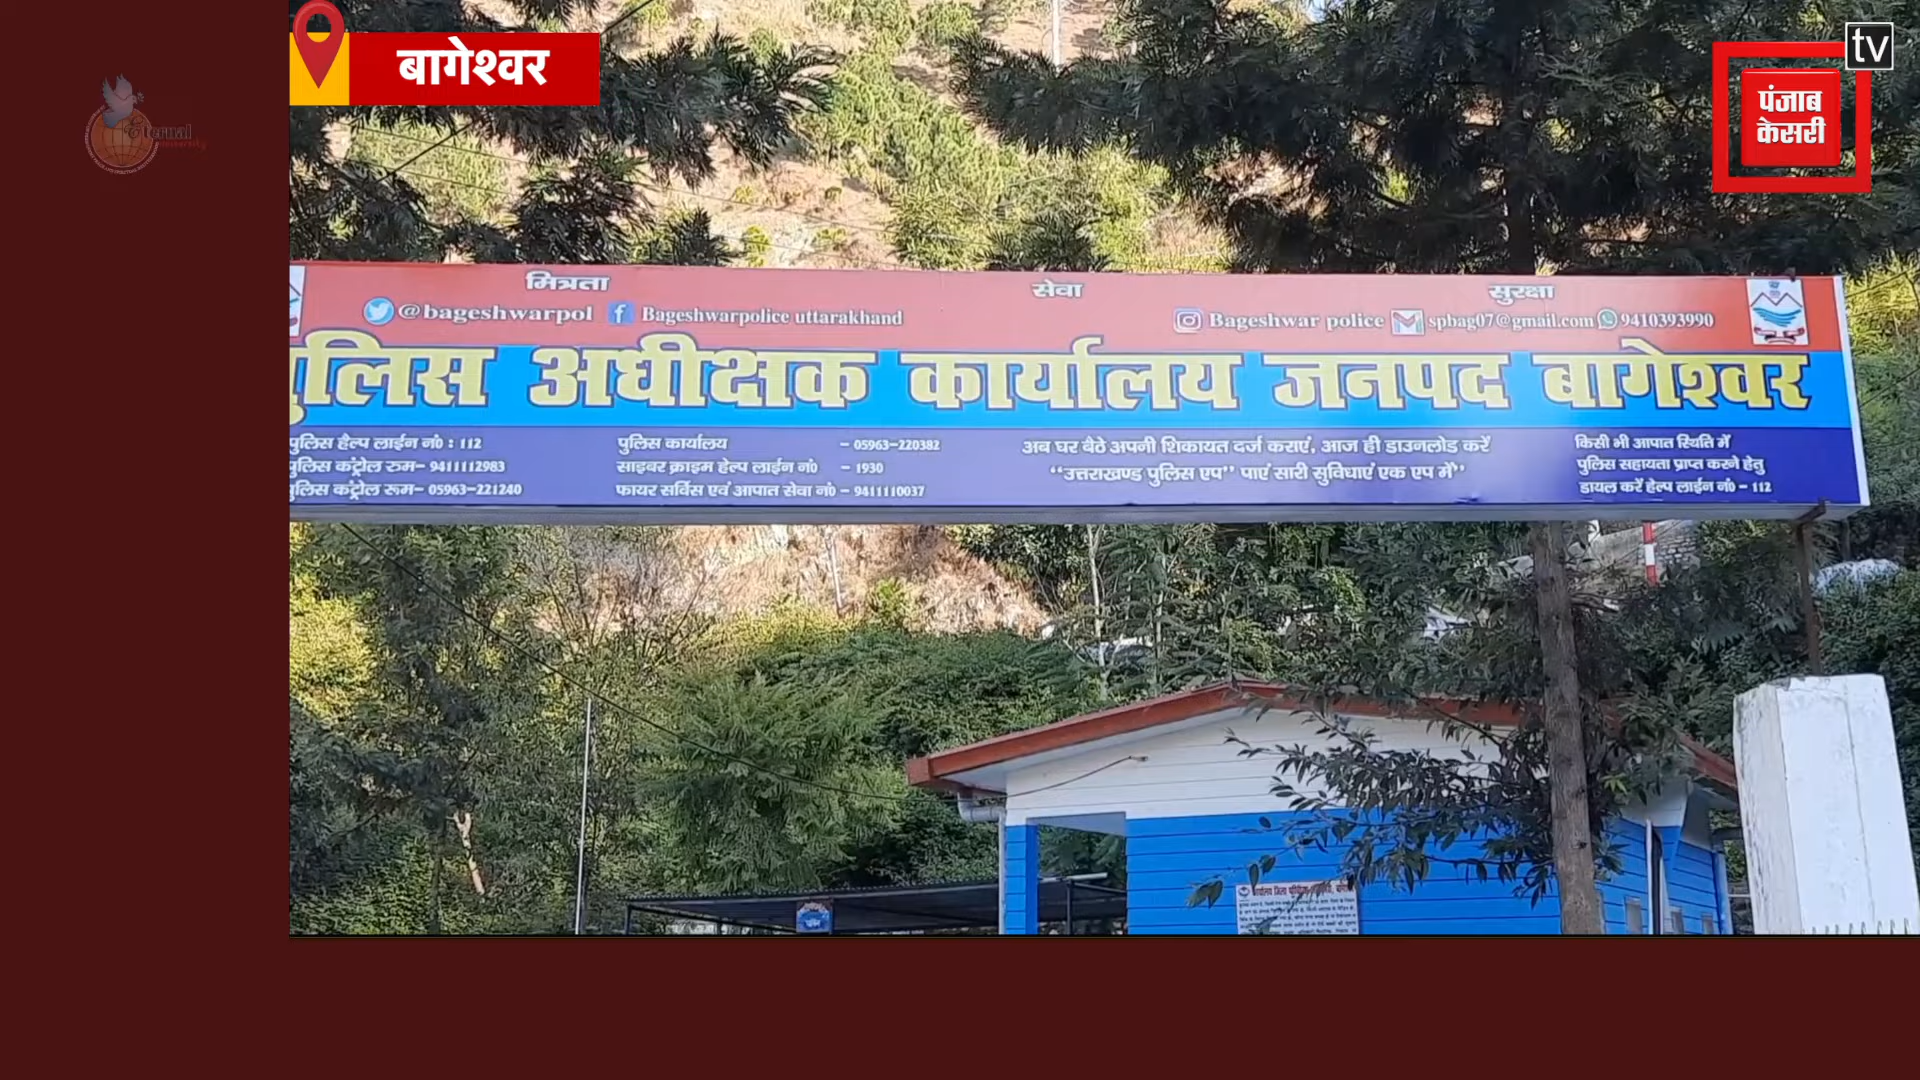 बागेश्वर
tv
पंजाब
केसरी
Eternal
मित्रता सेवा सुरक्षा
@bageshwarpol Bageshwarpolice uttarakhand Bageshwar police spbag07@gmail.com 9410393990
पुलिस अधीक्षक कार्यालय जनपद बागेश्वर
पुलिस हैल्प लाईन नं० : 112
पुलिस कंट्रोल रुम- 9411112983
पुलिस कंट्रोल रूम- 05963-221240
पुलिस कार्यालय - 05963-220382
साइबर क्राइम हेल्प लाईन नं० - 1930
फायर सर्विस एवं आपात सेवा नं० - 9411110037
अब घर बैठे अपनी शिकायत दर्ज कराएं, आज ही डाउनलोड करें
“उत्तराखण्ड पुलिस एप” पाएं सारी सुविधाएं एक एप में”
किसी भी आपात स्थिति में
पुलिस सहायता प्राप्त करने हेतु
डायल करें हेल्प लाईन नं० - 112